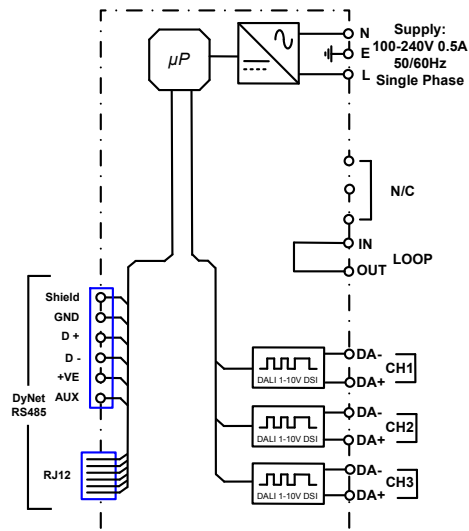 µP
N
E
L
Supply:
100-240V 0.5A
50/60Hz
Single Phase
N/C
IN
OUT
LOOP
DyNet
RS485
Shield
GND
D +
D -
+VE
AUX
RJ12
DALI 1-10V DSI
DA-
DA+
CH1
DALI 1-10V DSI
DA-
DA+
CH2
DALI 1-10V DSI
DA-
DA+
CH3